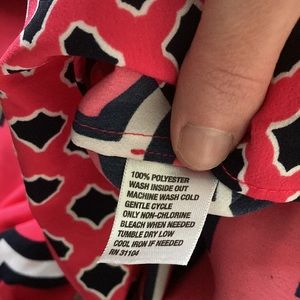 100% POLYESTER
WASH INSIDE OUT
MACHINE WASH COLD
GENTLE CYCLE
ONLY NON-CHLORINE
BLEACH WHEN NEEDED
TUMBLE DRY LOW
COOL IRON IF NEEDED
RN 31104